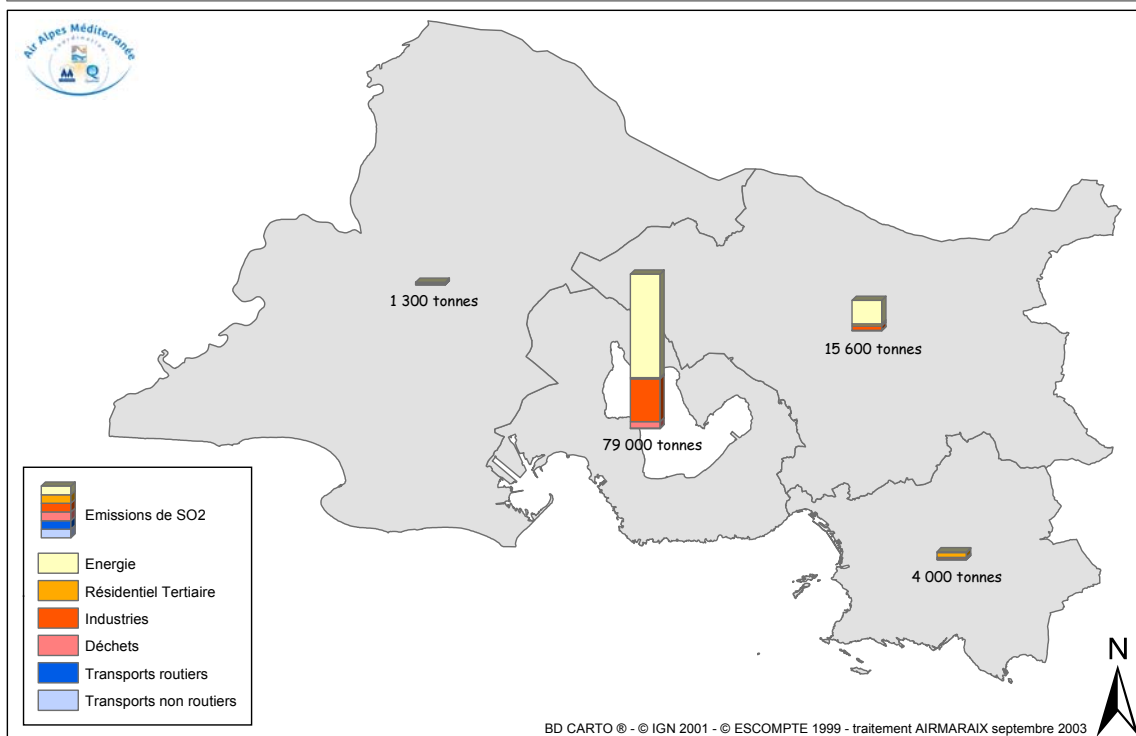 Air Alpes Méditerranée
coordination
1 300 tonnes
15 600 tonnes
79 000 tonnes
4 000 tonnes
Emissions de SO2
Energie
Résidentiel Tertiaire
Industries
Déchets
Transports routiers
Transports non routiers
N
BD CARTO ® - © IGN 2001 - © ESCOMPTE 1999 - traitement AIRMARAIX septembre 2003